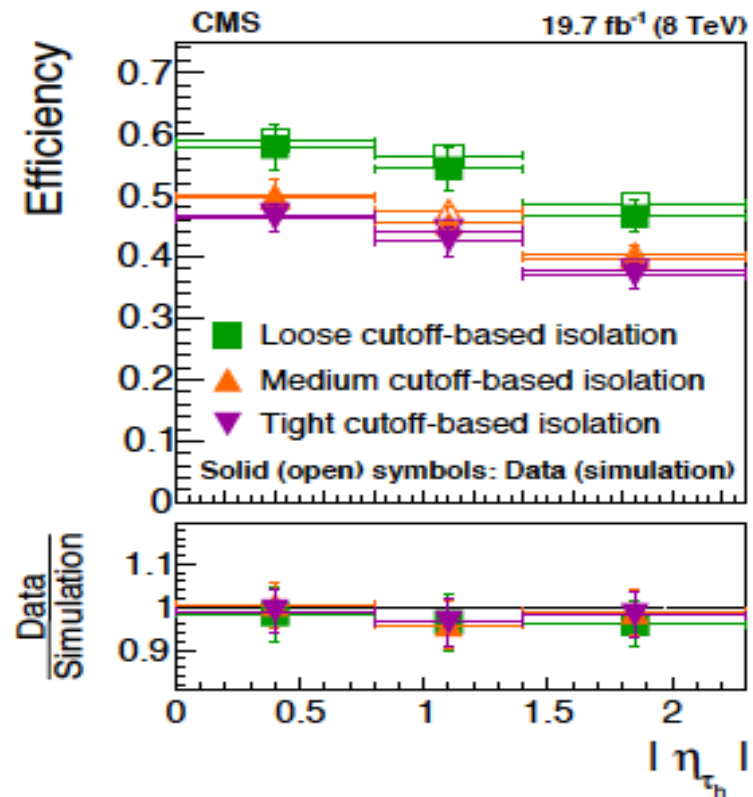 CMS 19.7 fb⁻¹ (8 TeV)
Efficiency
0.7
0.6
0.5
0.4
0.3
0.2
0.1
0
Loose cutoff-based isolation
Medium cutoff-based isolation
Tight cutoff-based isolation
Solid (open) symbols: Data (simulation)
Data
Simulation
1.1
1
0.9
0 0.5 1 1.5 2
| η_τ_h |